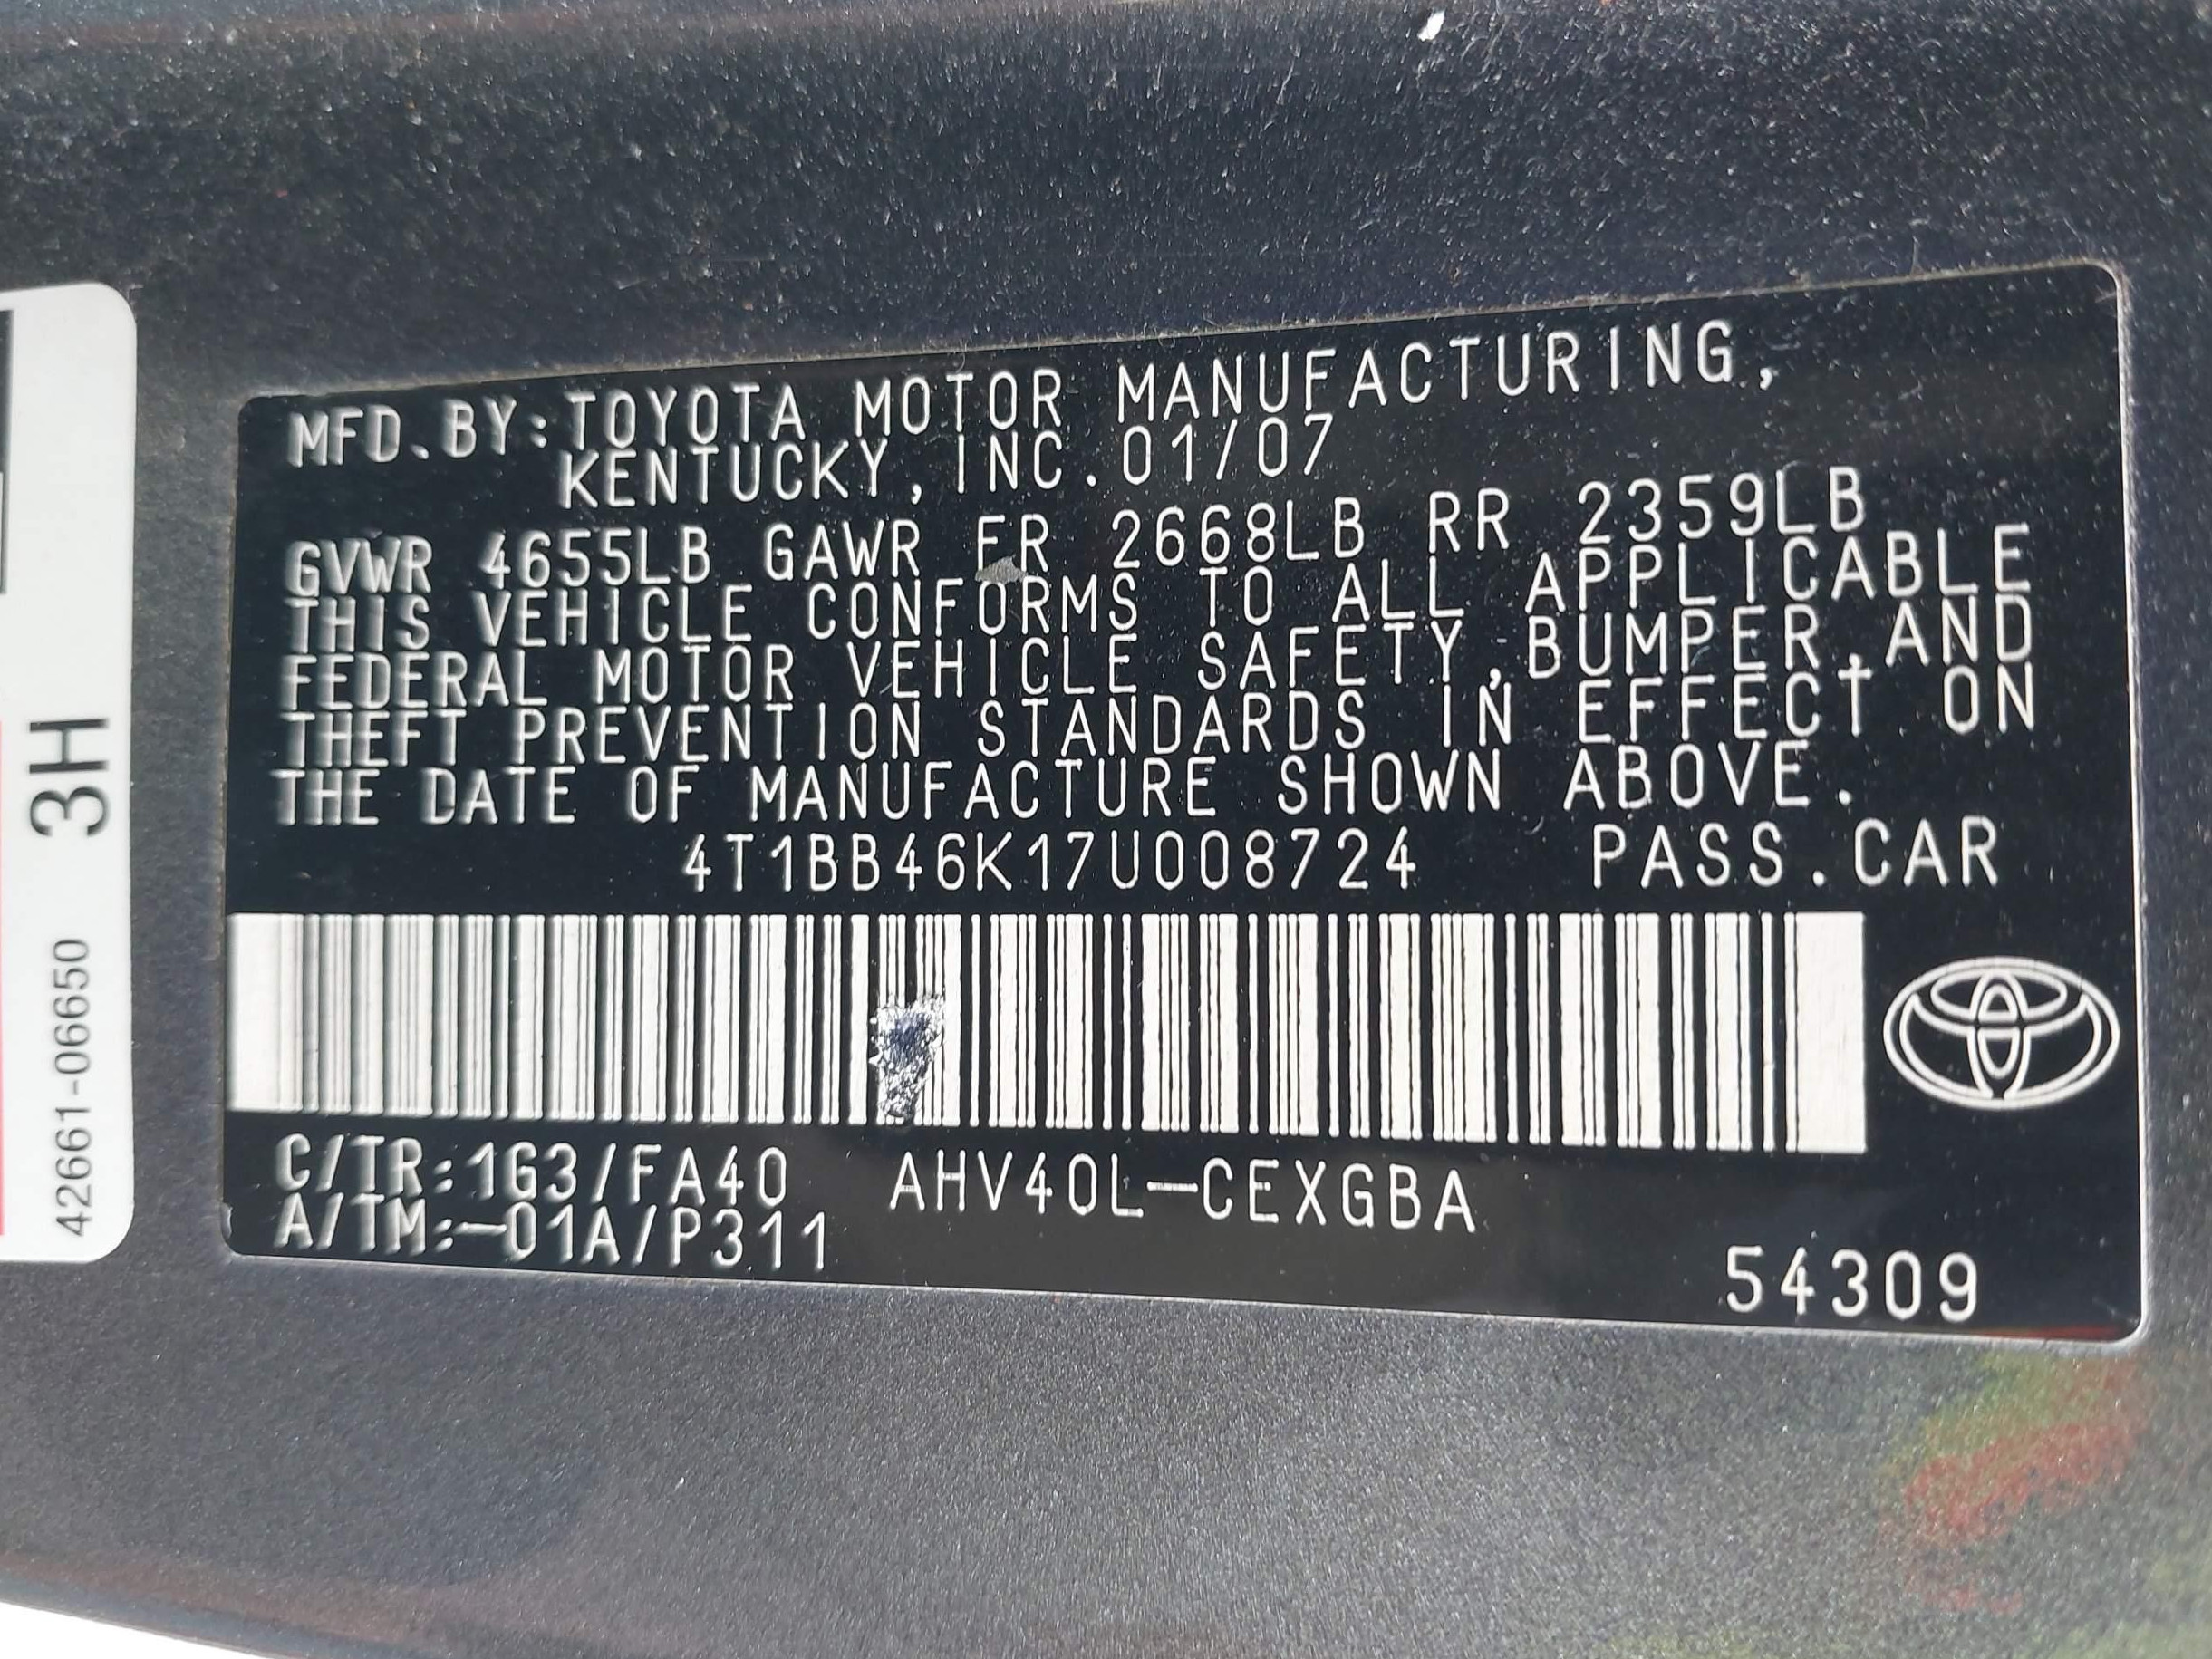 MFD.BY:TOYOTA MOTOR MANUFACTURING,
KENTUCKY, INC.01/07
GVWR 4655LB GAWR FR 2668LB RR 2359LB
THIS VEHICLE CONFORMS TO ALL APPLICABLE
FEDERAL MOTOR VEHICLE SAFETY,BUMPER,AND
THEFT PREVENTION STANDARDS IN EFFECT ON
THE DATE OF MANUFACTURE SHOWN ABOVE.
4T1BB46K17U008724 PASS.CAR
C/TR:1G3/FA40 AHV40L-CEXGBA
A/TM:-01A/P311
54309
42661-06650 3H